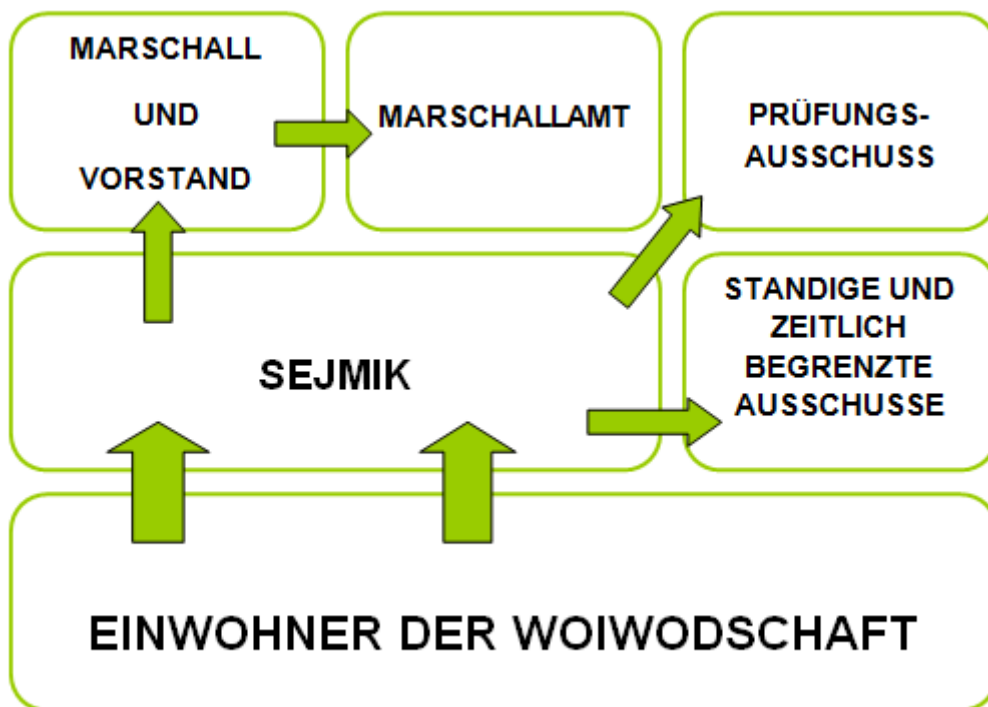 MARSCHALL
UND
VORSTAND
MARSCHALLAMT
PRÜFUNGS-
AUSSCHUSS
SEJMIK
STANDIGE UND
ZEITLICH
BEGRENZTE
AUSSCHUSSE
EINWOHNER DER WOIWODSCHAFT